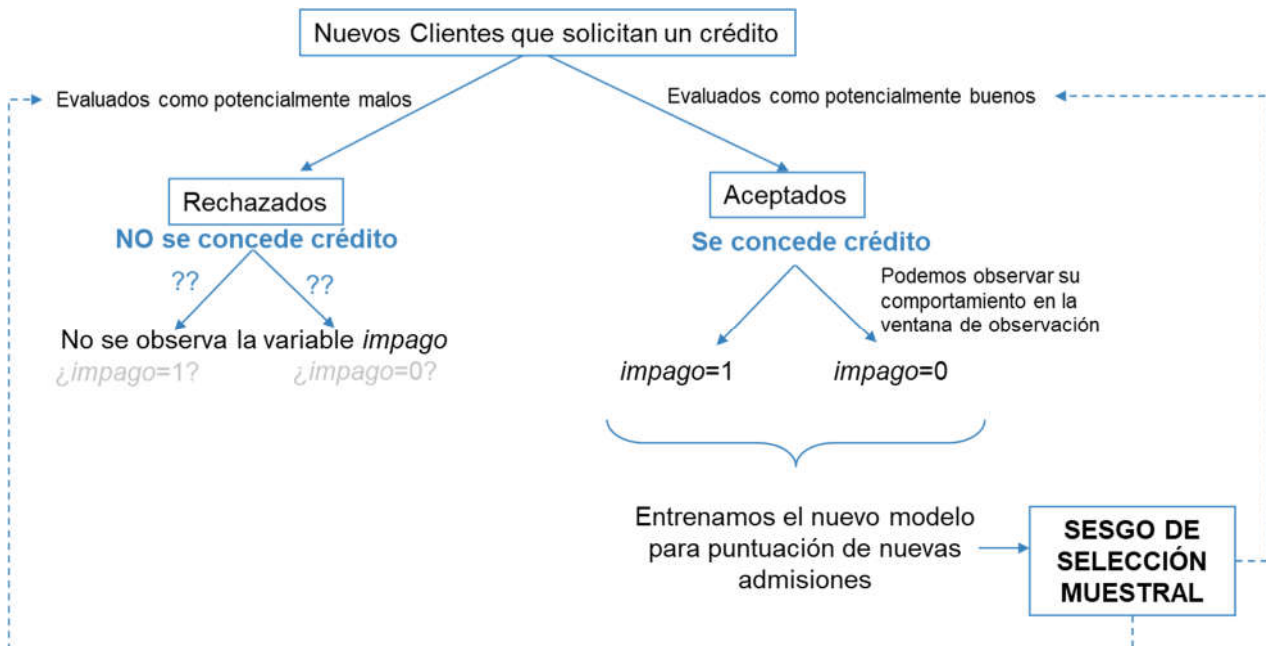 Nuevos Clientes que solicitan un crédito
Evaluados como potencialmente malos
Evaluados como potencialmente buenos
Rechazados
NO se concede crédito
??
??
No se observa la variable impago
¿impago=1?
¿impago=0?
Aceptados
Se concede crédito
Podemos observar su
comportamiento en la
ventana de observación
impago=1
impago=0
Entrenamos el nuevo modelo
para puntuación de nuevas
admisiones
SESGO DE
SELECCIÓN
MUESTRAL